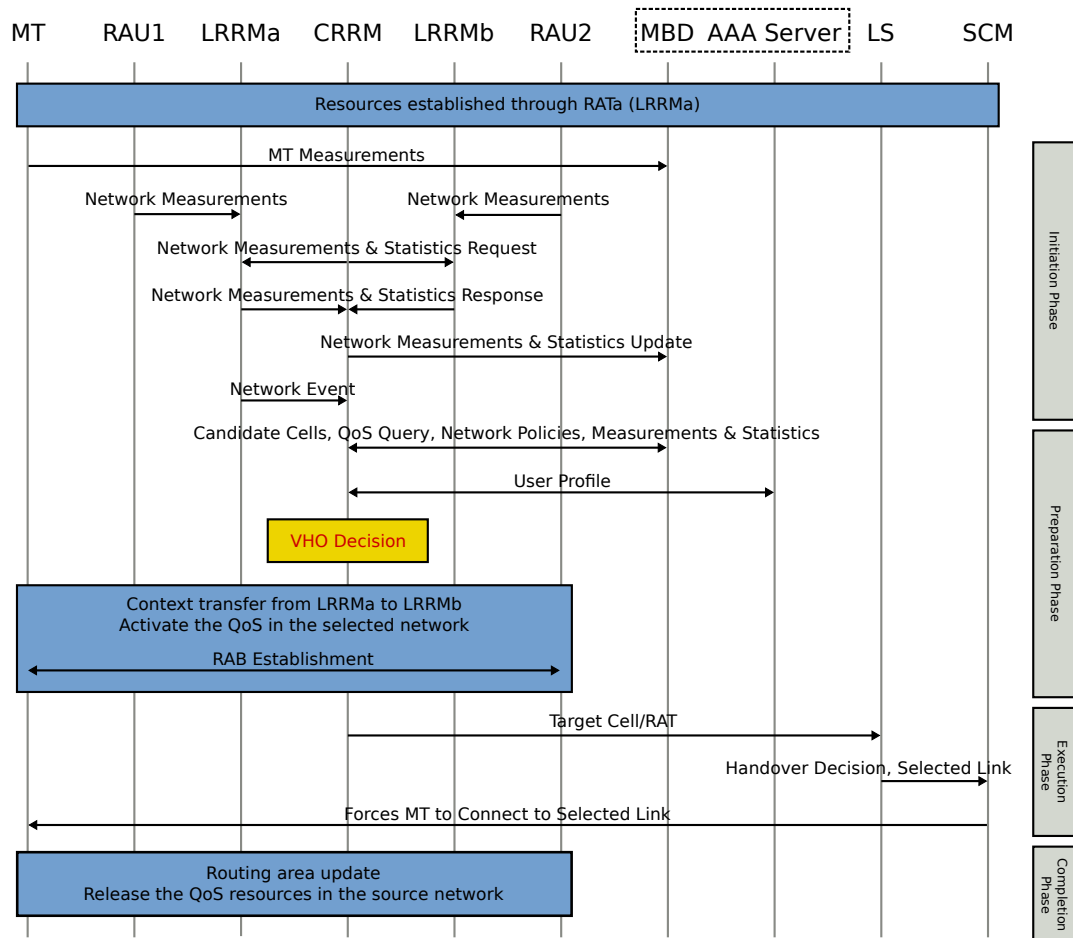 MT RAU1 LRRMa CRRM LRRMb RAU2 MBD AAA Server LS SCM
Resources established through RATa (LRRMa)
MT Measurements
Network Measurements Network Measurements
Network Measurements & Statistics Request
Network Measurements & Statistics Response
Network Measurements & Statistics Update
Network Event
Candidate Cells, QoS Query, Network Policies, Measurements & Statistics
User Profile
VHO Decision
Context transfer from LRRMa to LRRMb
Activate the QoS in the selected network
RAB Establishment
Target Cell/RAT
Handover Decision, Selected Link
Forces MT to Connect to Selected Link
Routing area update
Release the QoS resources in the source network
Initiation Phase
Preparation Phase
Execution
Phase
Completion
Phase